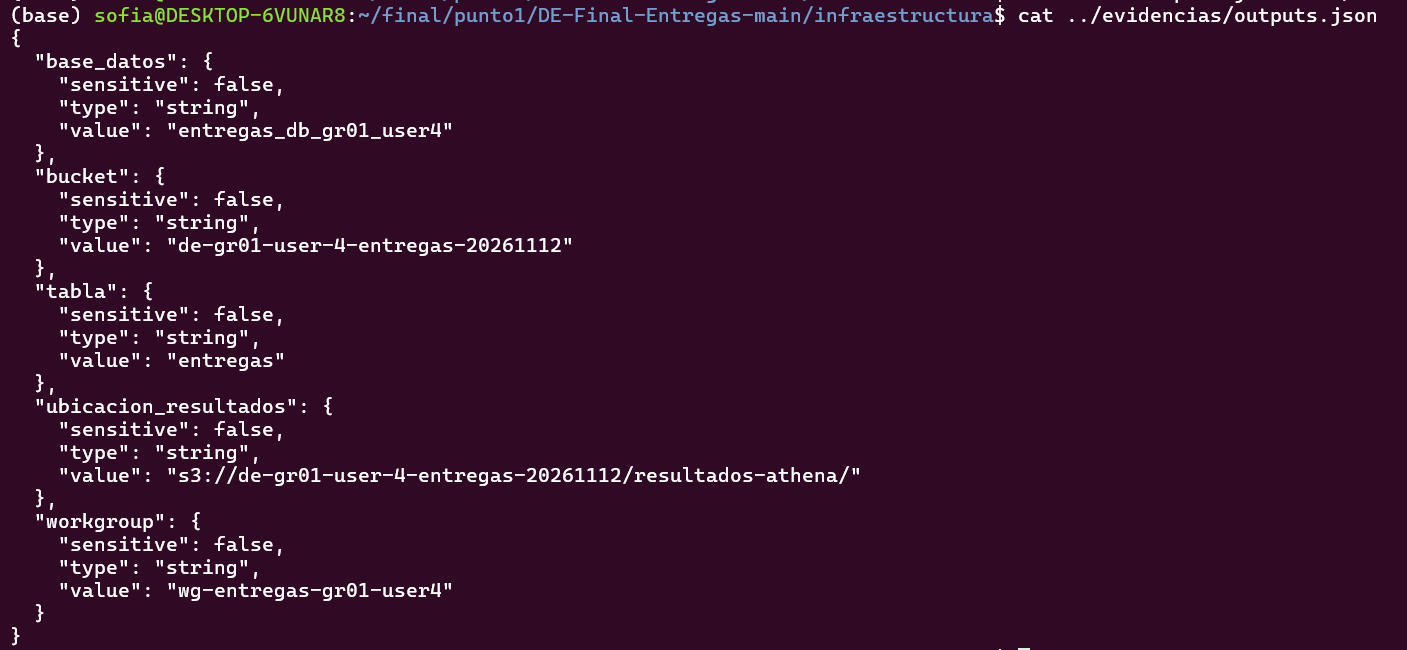 (base) sofia@DESKTOP-6VUNAR8:~/final/punto1/DE-Final-Entregas-main/infraestructura$ cat ../evidencias/outputs.json
{
  "base_datos": {
    "sensitive": false,
    "type": "string",
    "value": "entregas_db_gr01_user4"
  },
  "bucket": {
    "sensitive": false,
    "type": "string",
    "value": "de-gr01-user-4-entregas-20261112"
  },
  "tabla": {
    "sensitive": false,
    "type": "string",
    "value": "entregas"
  },
  "ubicacion_resultados": {
    "sensitive": false,
    "type": "string",
    "value": "s3://de-gr01-user-4-entregas-20261112/resultados-athena/"
  },
  "workgroup": {
    "sensitive": false,
    "type": "string",
    "value": "wg-entregas-gr01-user4"
  }
}